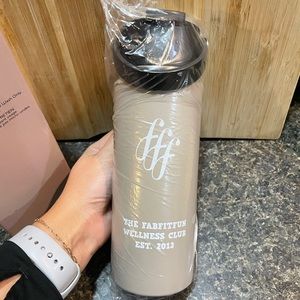 fff
THE FABFITFUN
WELLNESS CLUB
EST. 2013